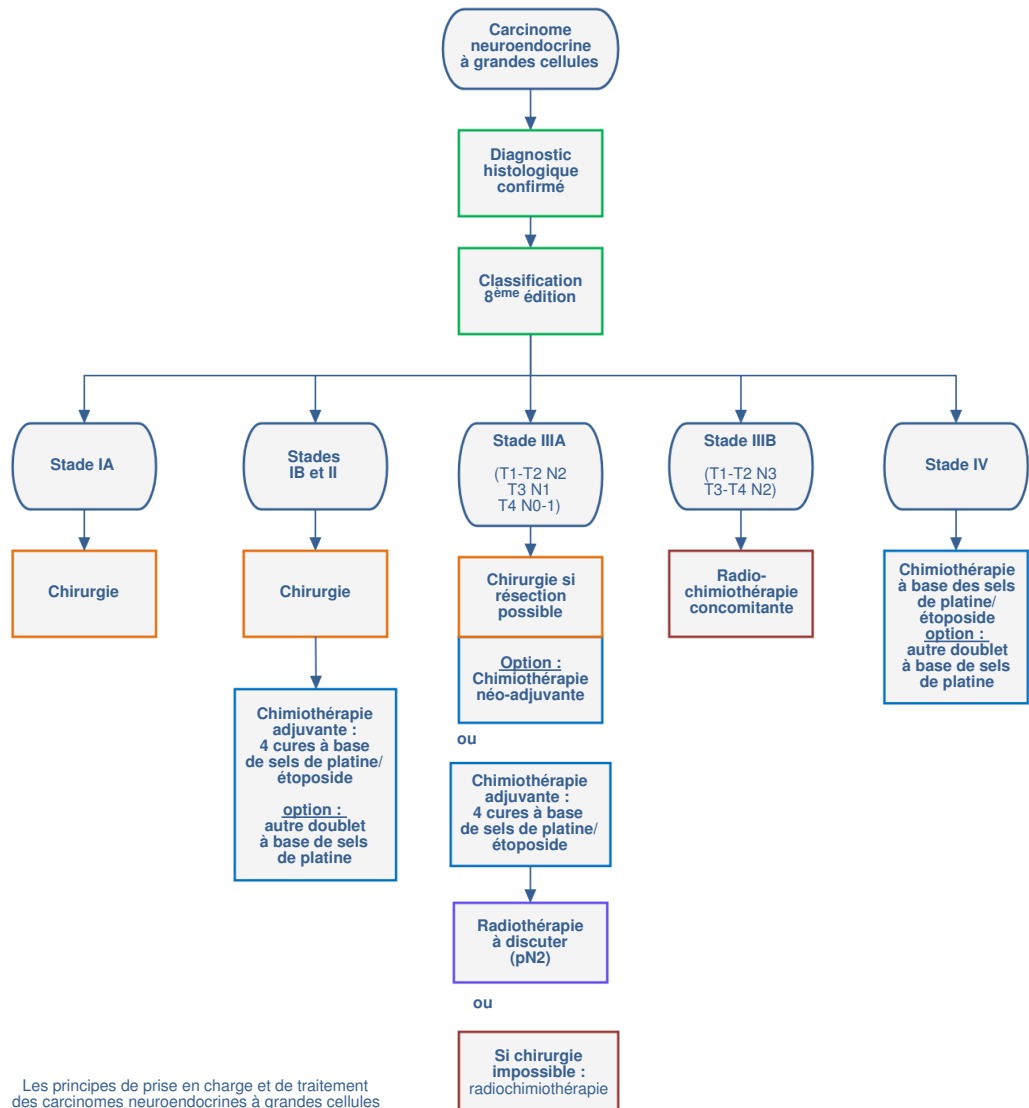 Carcinome
neuroendocrine
à grandes cellules
Diagnostic
histologique
confirmé
Classification
8ème édition
Stade IA
Stades
IB et II
Stade IIIA
(T1-T2 N2
T3 N1
T4 N0-1)
Stade IIIB
(T1-T2 N3
T3-T4 N2)
Stade IV
Chirurgie
Chirurgie
Chirurgie si
résection
possible
Radio-
chimiothérapie
concomitante
Chimiothérapie
à base des sels
de platine/
étoposide
option :
autre doublet
à base de sels
de platine
Option :
Chimiothérapie
néo-adjuvante
Chimiothérapie
adjuvante :
4 cures à base
de sels de platine/
étoposide
option :
autre doublet
à base de sels
de platine
ou
Chimiothérapie
adjuvante :
4 cures à base
de sels de platine/
étoposide
Radiothérapie
à discuter
(pN2)
ou
Si chirurgie
impossible :
radiochimiothérapie
Les principes de prise en charge et de traitement
des carcinomes neuroendocrines à grandes cellules